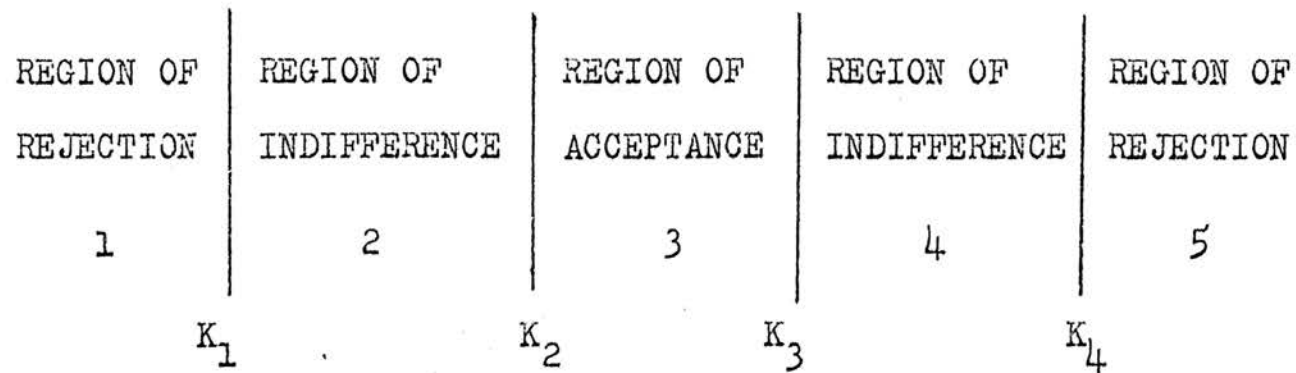 REGION OF REGION OF REGION OF REGION OF REGION OF
REJECTION INDIFFERENCE ACCEPTANCE INDIFFERENCE REJECTION
1 2 3 4 5
K₁ K₂ K₃ K₄